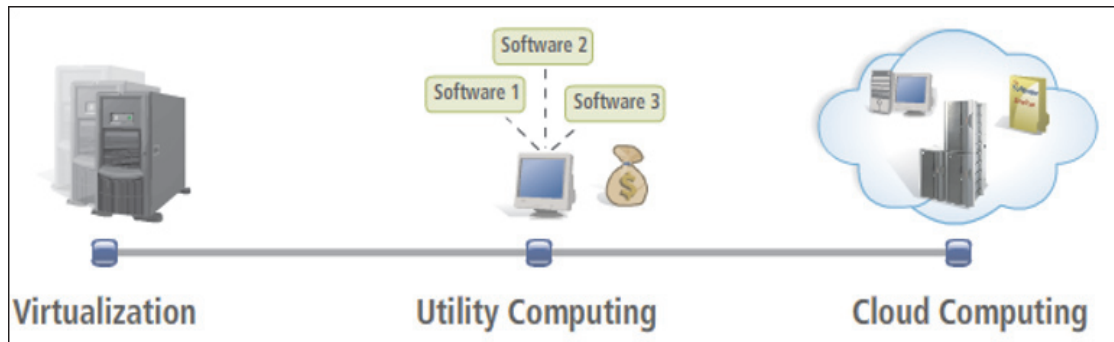 Software 2
Software 1
Software 3
$
Virtualization
Utility Computing
Cloud Computing